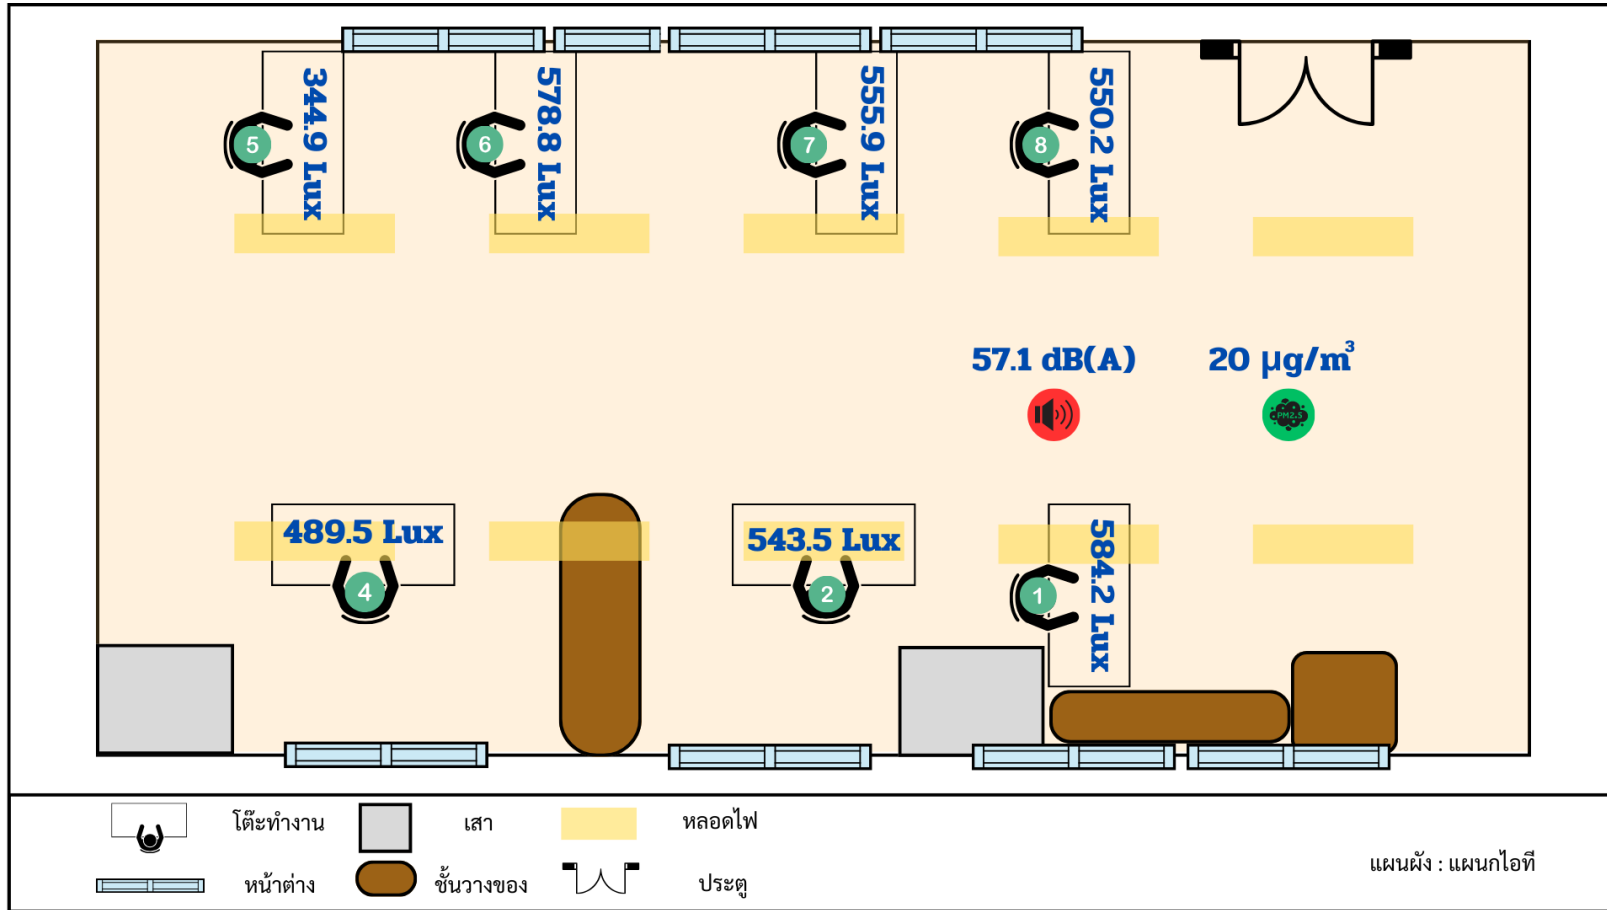 344.9 Lux
578.8 Lux
555.9 Lux
550.2 Lux
5
6
7
8
57.1 dB(A)
20 μg/m³
PM2.5
489.5 Lux
543.5 Lux
584.2 Lux
4
2
1
โต๊ะทำงาน
เสา
หลอดไฟ
หน้าต่าง
ชั้นวางของ
ประตู
แผนผัง : แผนกไอที